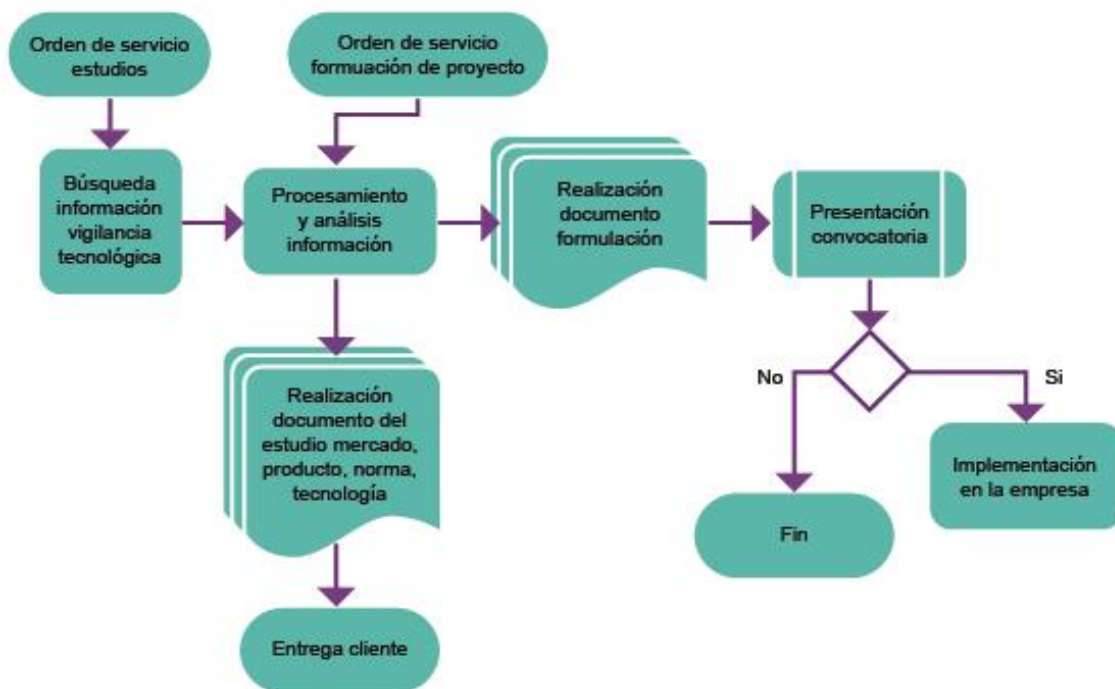 Orden de servicio
estudios
Orden de servicio
formuación de proyecto
Búsqueda
información
vigilancia
tecnológica
Procesamiento
y análisis
información
Realización
documento
formulación
Presentación
convocatoria
No
Si
Realización
documento del
estudio mercado,
producto, norma,
tecnología
Implementación
en la empresa
Fin
Entrega cliente